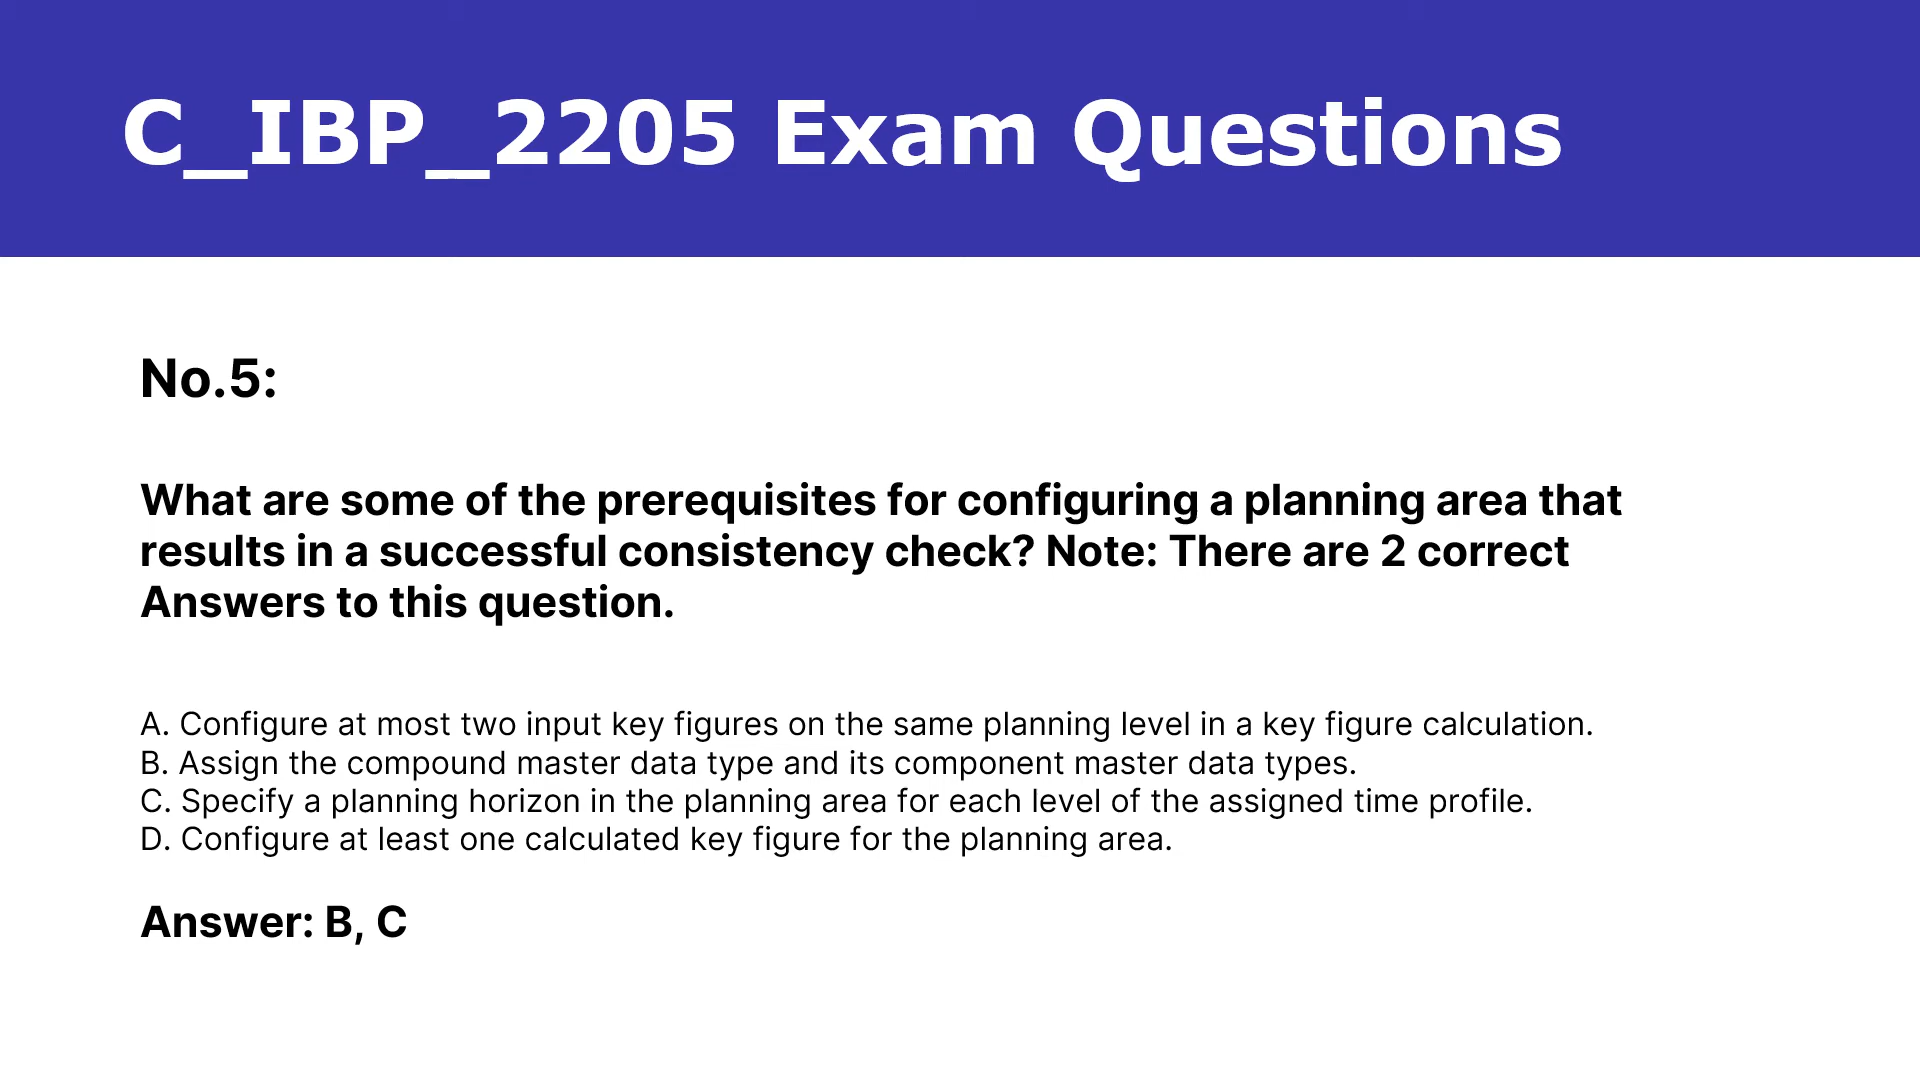 C_IBP_2205 Exam Questions
No.5:
What are some of the prerequisites for configuring a planning area that
results in a successful consistency check? Note: There are 2 correct
Answers to this question.
A. Configure at most two input key figures on the same planning level in a key figure calculation.
B. Assign the compound master data type and its component master data types.
C. Specify a planning horizon in the planning area for each level of the assigned time profile.
D. Configure at least one calculated key figure for the planning area.
Answer: B, C